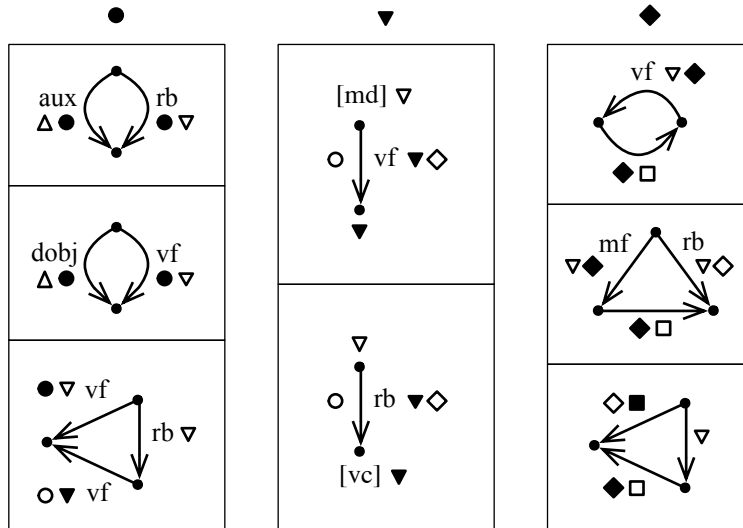 aux rb
dobj vf
vf
rb
vf
[md]
vf
rb
[vc]
vf
mf rb